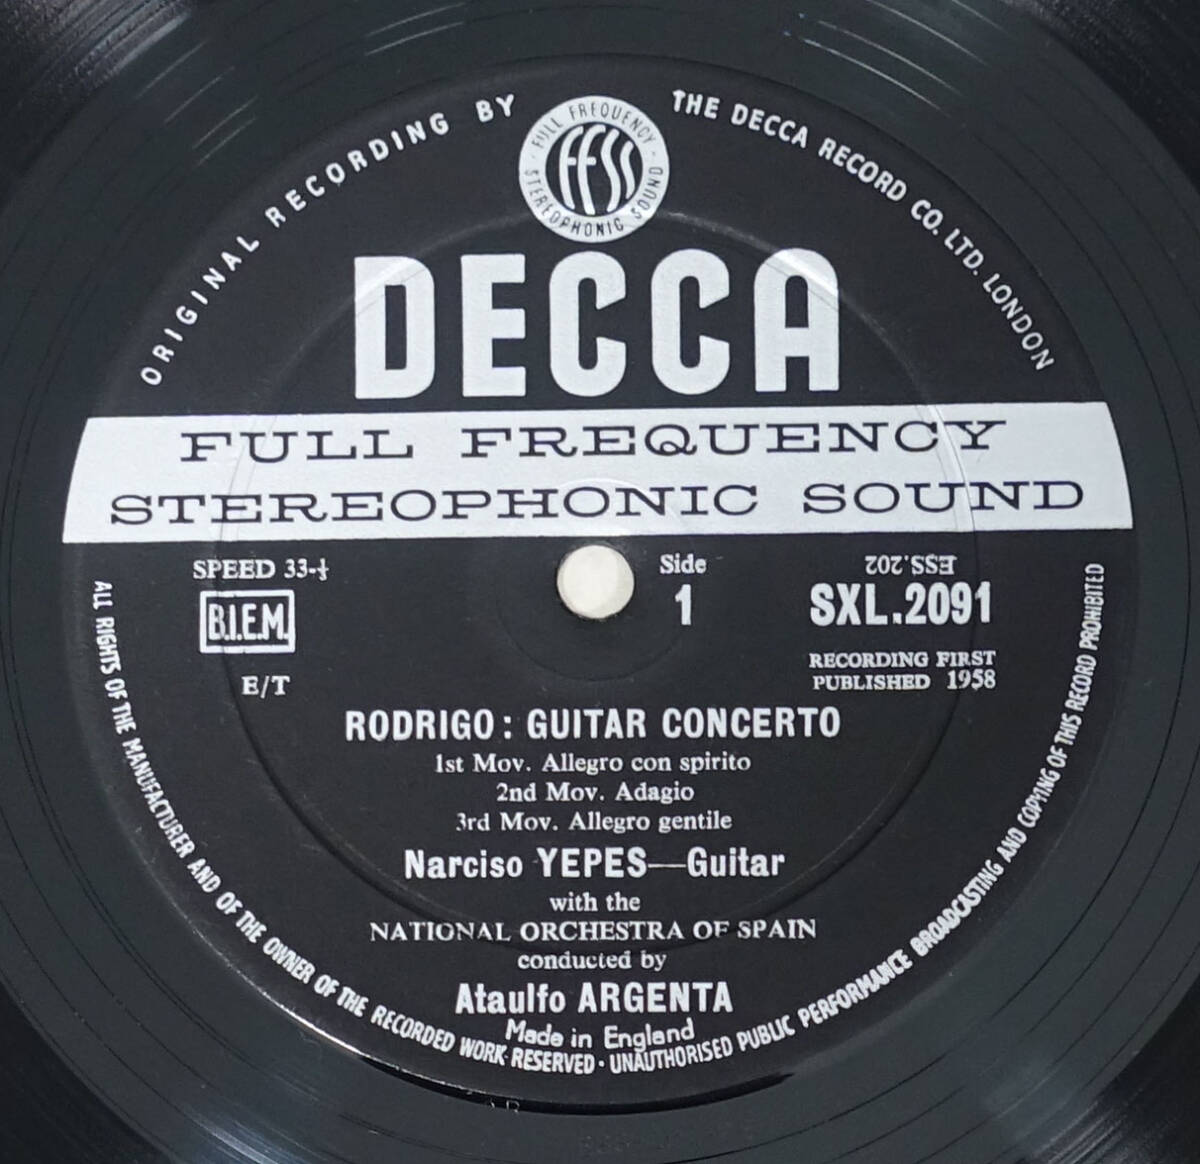 ORIGINAL RECORDING BY THE DECCA RECORD CO. LTD. LONDON
FULL FREQUENCY
FFSS
STEREOPHONIC SOUND
DECCA
FULL FREQUENCY
STEREOPHONIC SOUND
SPEED 33-⅓
B.I.E.M.
E/T
Side
1
ESS.202
SXL.2091
RECORDING FIRST
PUBLISHED 1958
RODRIGO: GUITAR CONCERTO
1st Mov. Allegro con spirito
2nd Mov. Adagio
3rd Mov. Allegro gentile
Narciso YEPES—Guitar
with the
NATIONAL ORCHESTRA OF SPAIN
conducted by
Ataulfo ARGENTA
Made in England
ALL RIGHTS OF THE MANUFACTURER AND OF THE OWNER OF THE RECORDED WORK RESERVED · UNAUTHORISED PUBLIC PERFORMANCE BROADCASTING AND COPYING OF THIS RECORD PROHIBITED